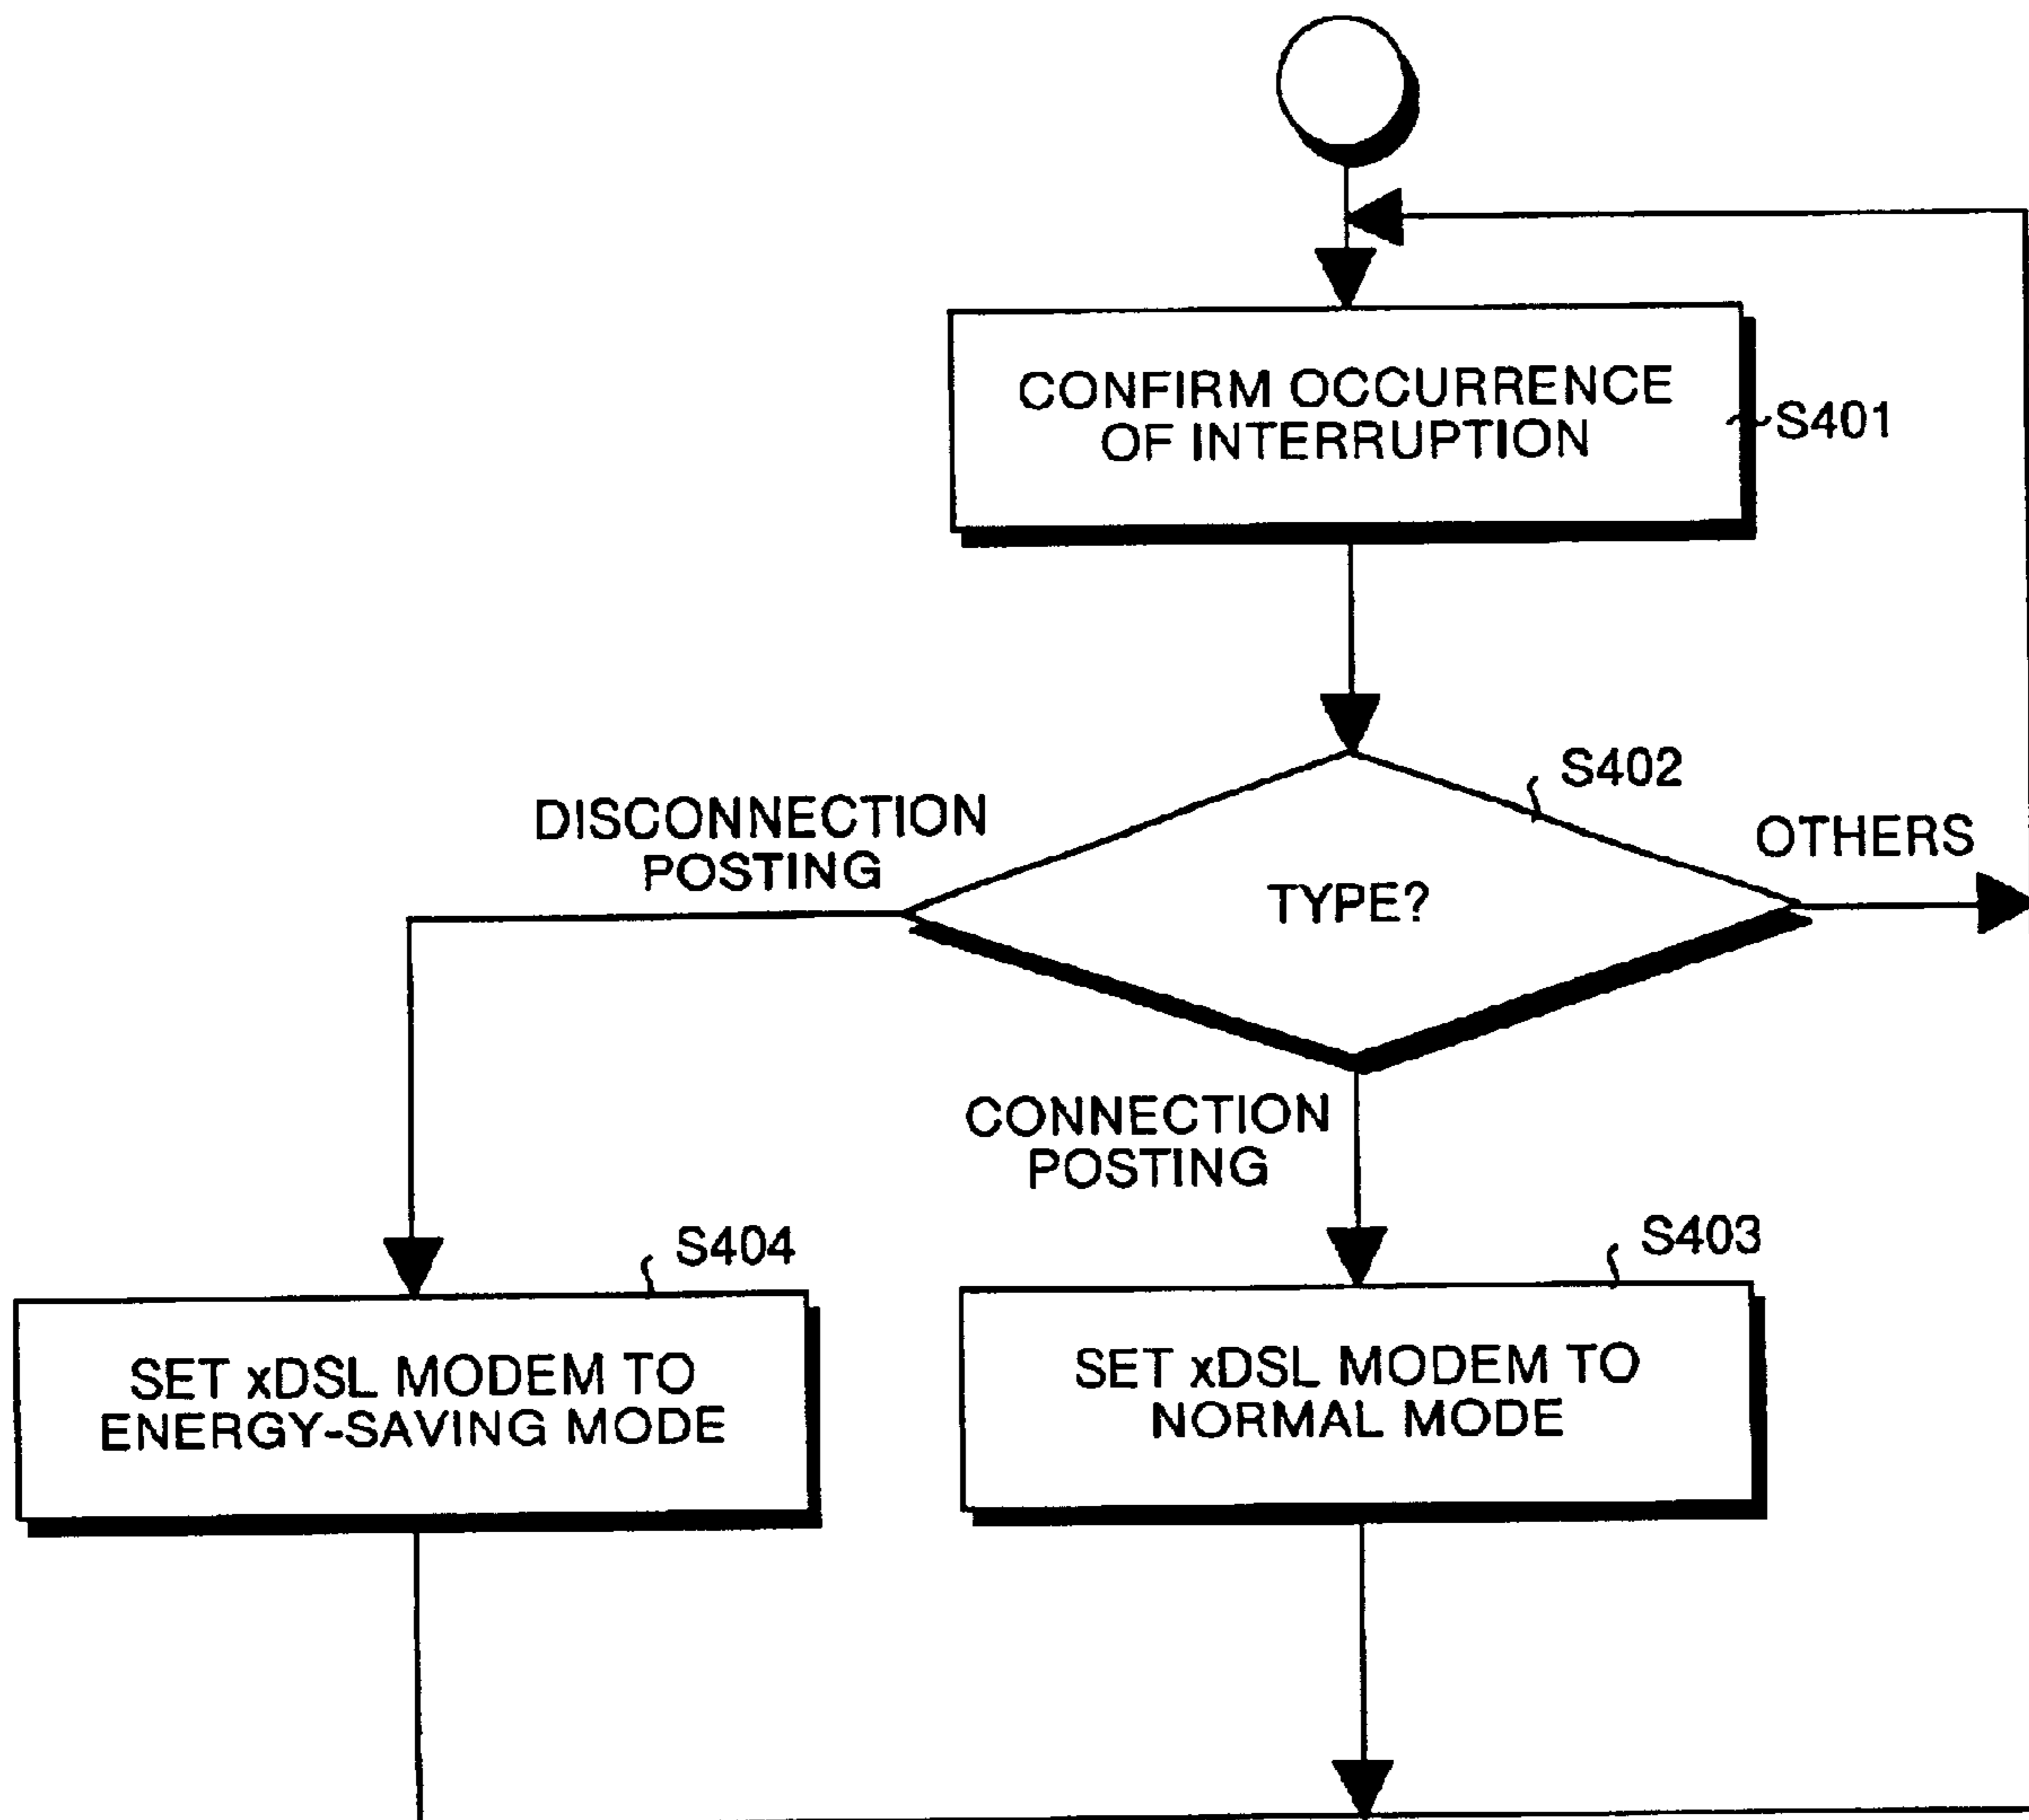 CONFIRM OCCURRENCE
OF INTERRUPTION
S401
S402
DISCONNECTION
POSTING
TYPE?
OTHERS
CONNECTION
POSTING
S404
S403
SET xDSL MODEM TO
ENERGY-SAVING MODE
SET xDSL MODEM TO
NORMAL MODE